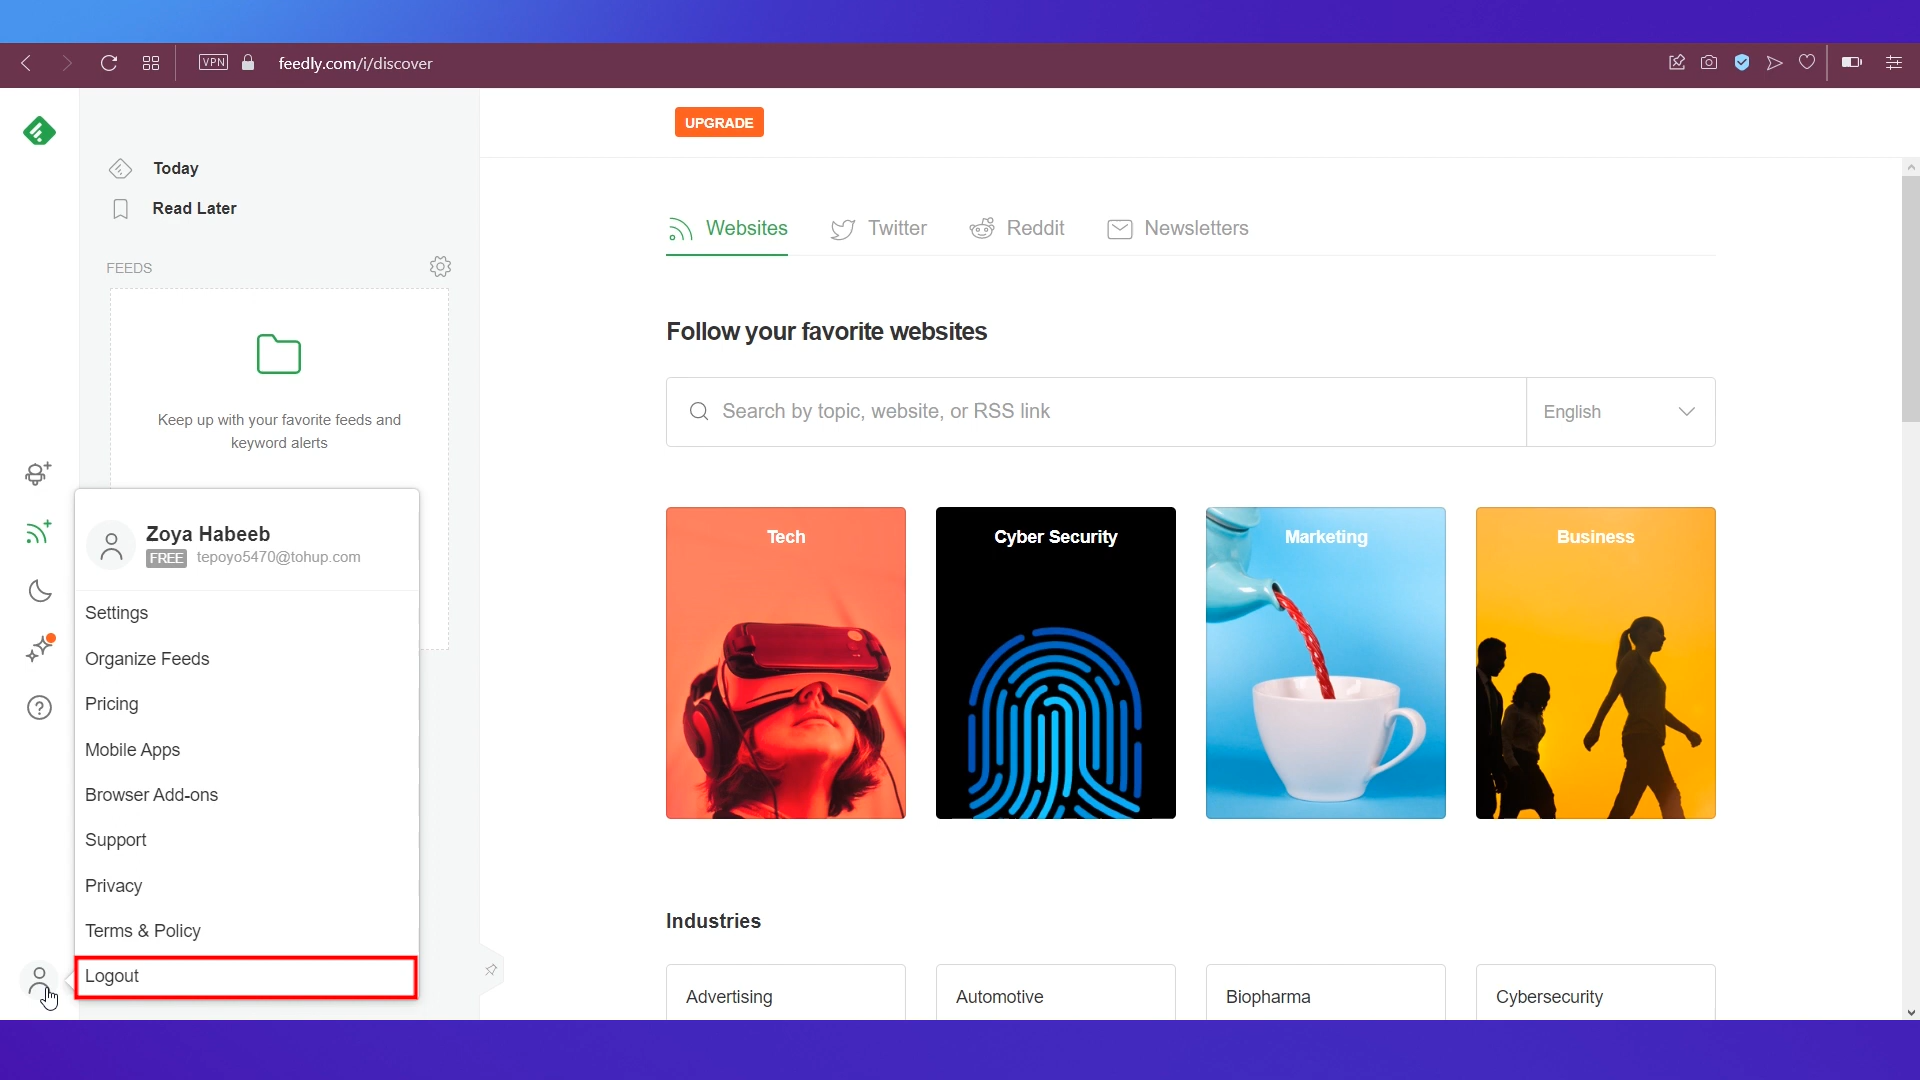 VPN
feedly.com/i/discover
UPGRADE
Today
Read Later
FEEDS
Keep up with your favorite feeds and
keyword alerts
Zoya Habeeb
FREE tepoyo5470@tohup.com
Settings
Organize Feeds
Pricing
Mobile Apps
Browser Add-ons
Support
Privacy
Terms & Policy
Logout
Websites
Twitter
Reddit
Newsletters
Follow your favorite websites
Search by topic, website, or RSS link
English
Tech
Cyber Security
Marketing
Business
Industries
Advertising
Automotive
Biopharma
Cybersecurity